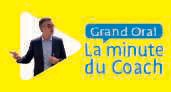 Grand Oral
La minute
du Coach